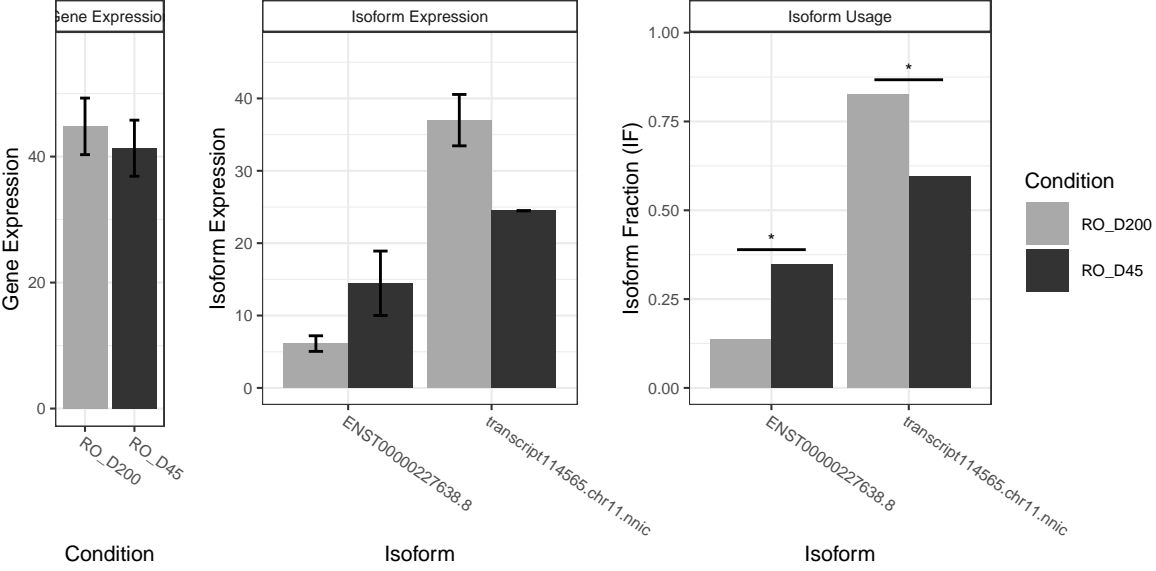 Gene Expression
Gene Expression
40
20
0
RO_D200
RO_D45
Condition
Isoform Expression
Isoform Expression
40
30
20
10
0
ENST00000227638.8
transcript114565.chr11.nnic
Isoform
Isoform Usage
Isoform Fraction (IF)
1.00
0.75
0.50
0.25
0.00
*
*
ENST00000227638.8
transcript114565.chr11.nnic
Isoform
Condition
RO_D200
RO_D45